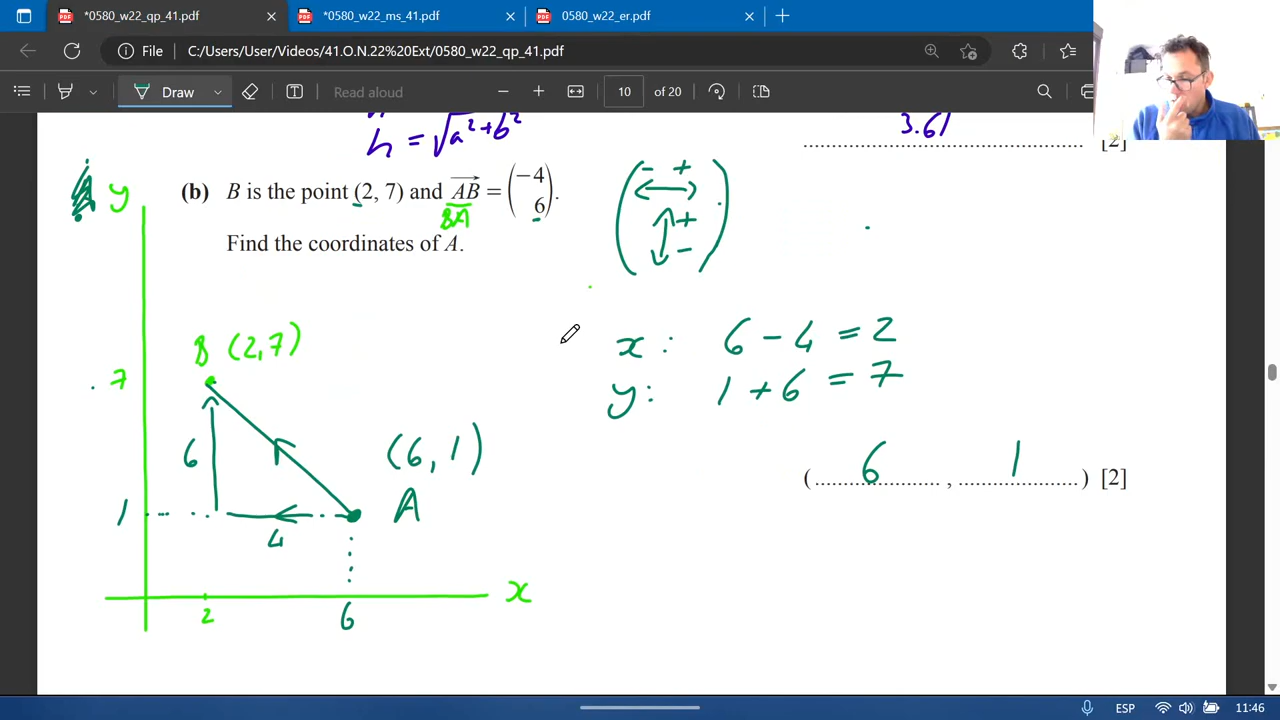 *0580_w22_qp_41.pdf
*0580_w22_ms_41.pdf
0580_w22_er.pdf
File
C:/Users/User/Videos/41.O.N.22%20Ext/0580_w22_qp_41.pdf
Draw
Read aloud
10 of 20
h = √a² + b²
3.61
[2]
y
(b) B is the point (2, 7) and AB = (−4 6).
BA
Find the coordinates of A.
− +
+
−
B (2,7)
7
x : 6 − 4 = 2
y : 1 + 6 = 7
6
(6, 1)
A
( 6 , 1 ) [2]
1
4
x
2
6
ESP
11:46